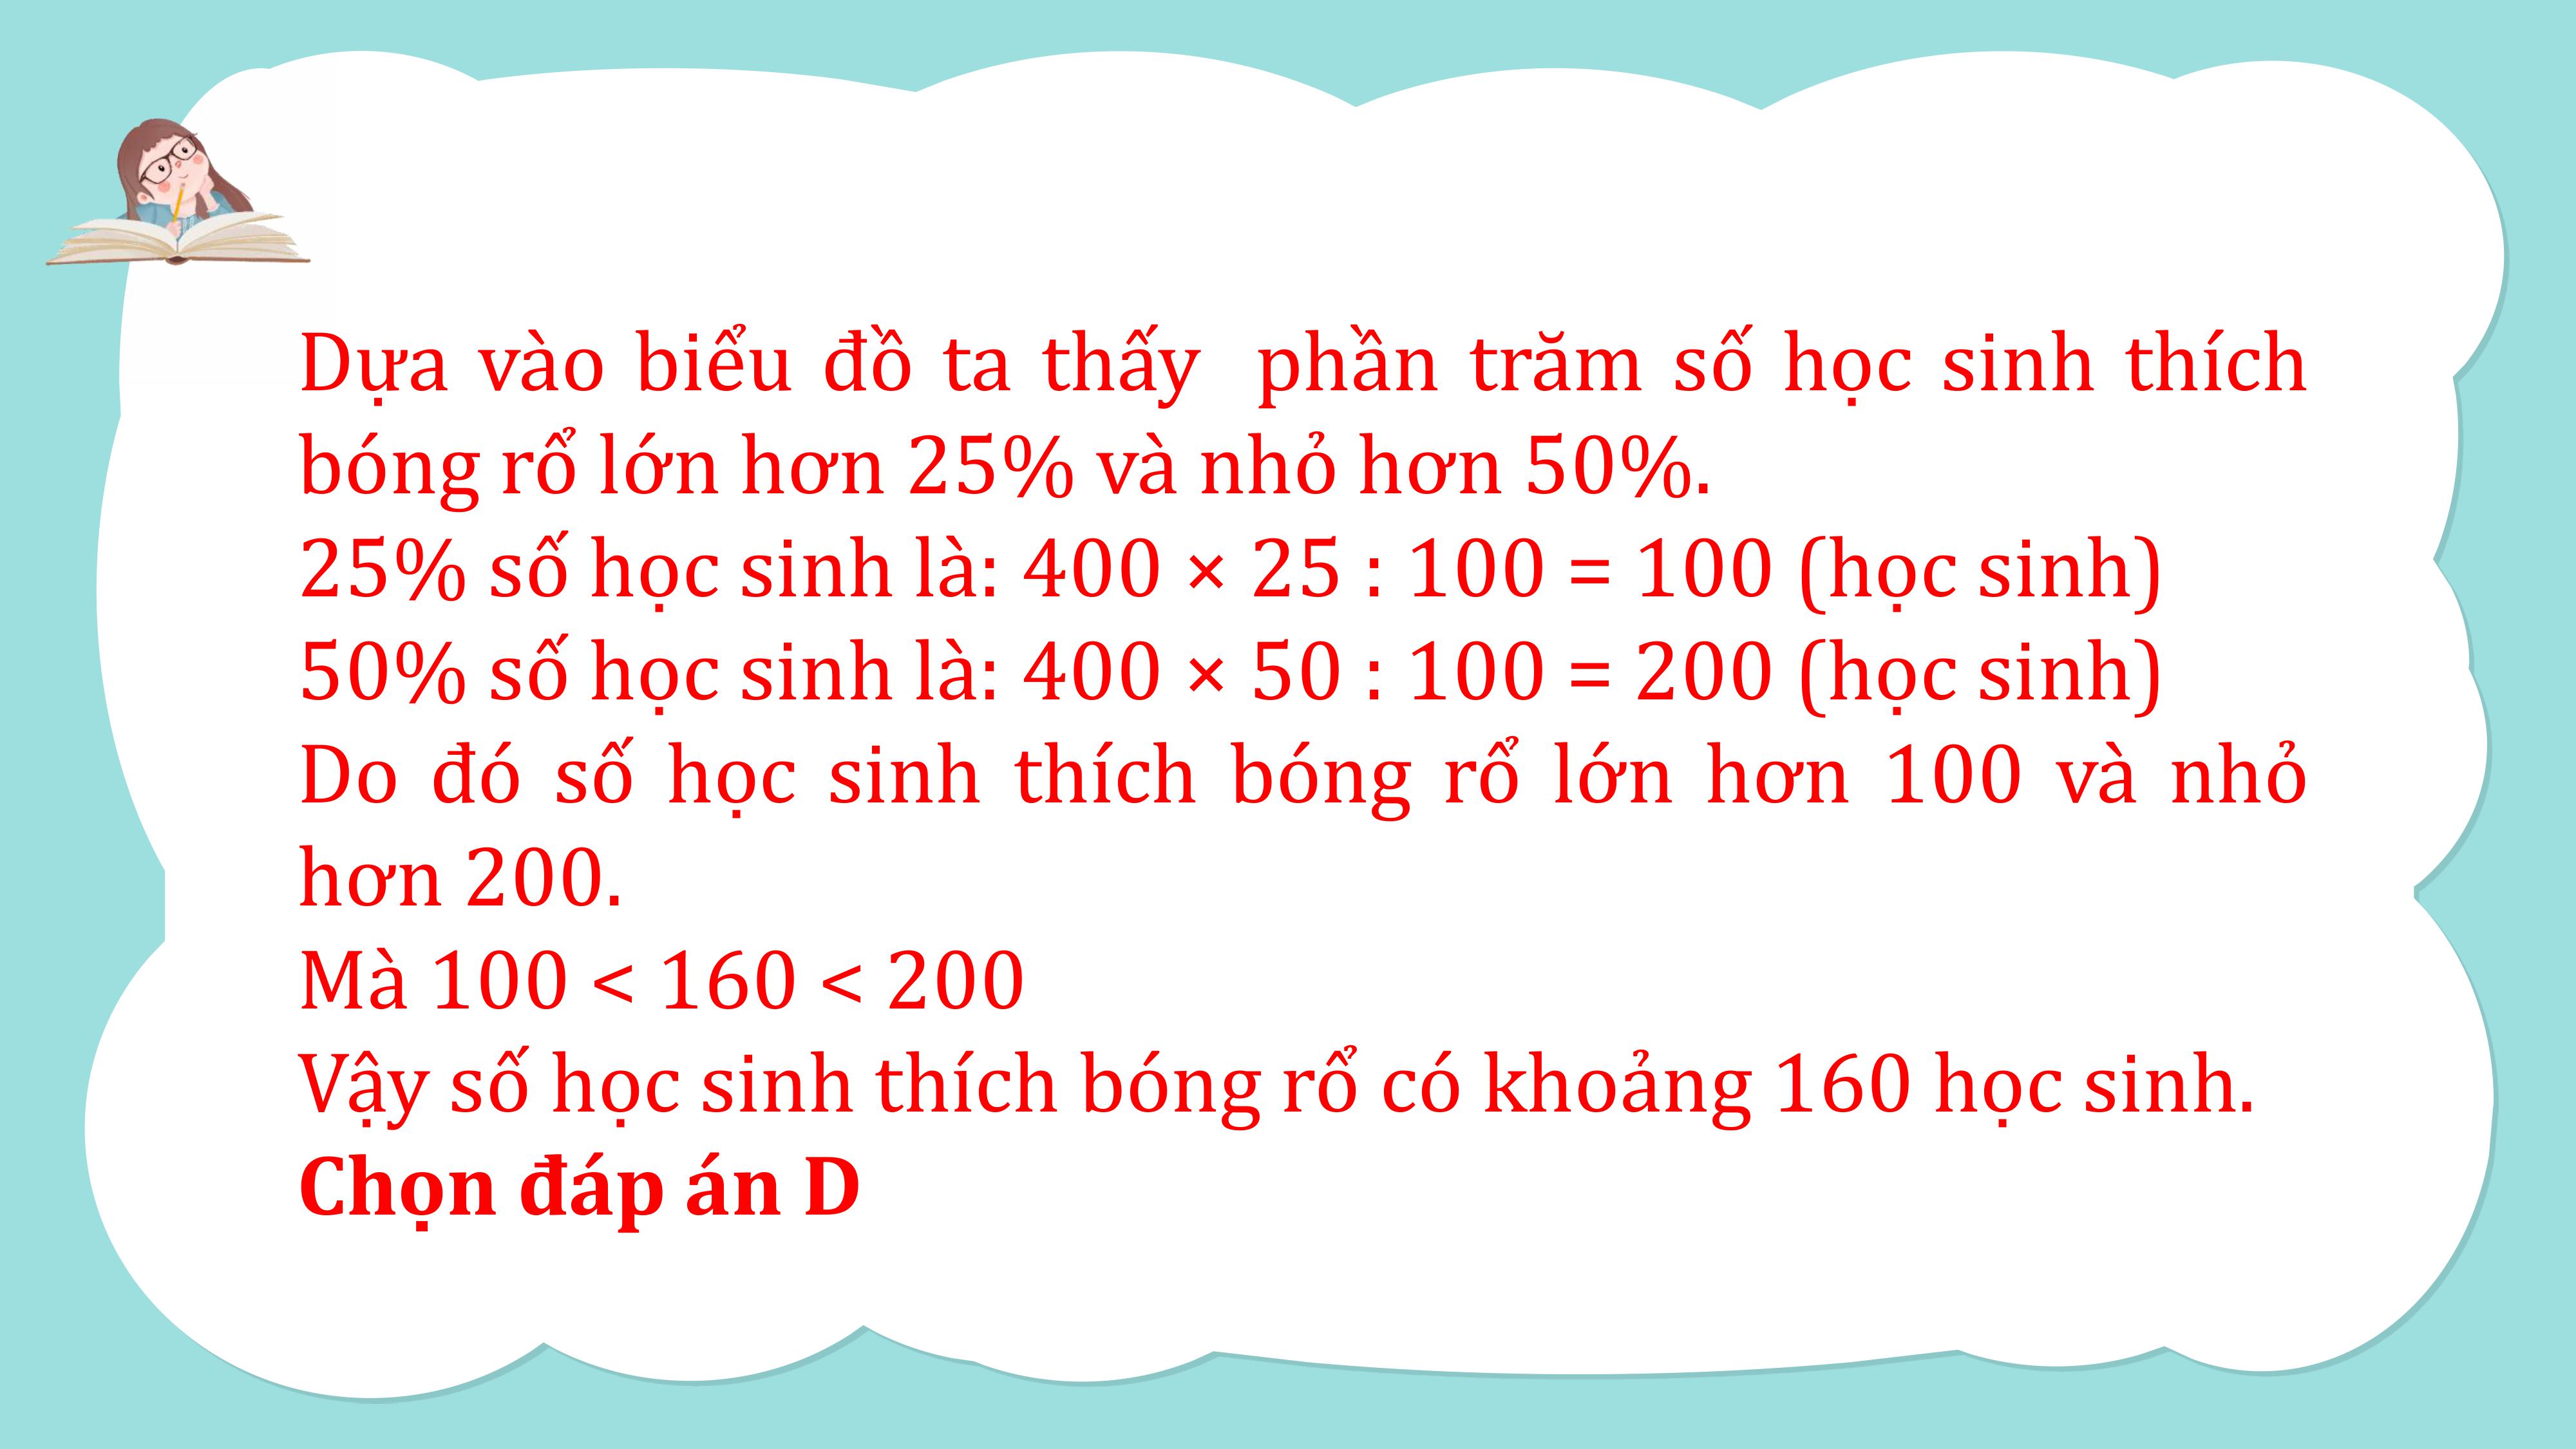 Dựa vào biểu đồ ta thấy phần trăm số học sinh thích
bóng rổ lớn hơn 25% và nhỏ hơn 50%.
25% số học sinh là: 400 × 25 : 100 = 100 (học sinh)
50% số học sinh là: 400 × 50 : 100 = 200 (học sinh)
Do đó số học sinh thích bóng rổ lớn hơn 100 và nhỏ
hơn 200.
Mà 100 < 160 < 200
Vậy số học sinh thích bóng rổ có khoảng 160 học sinh.
Chọn đáp án D